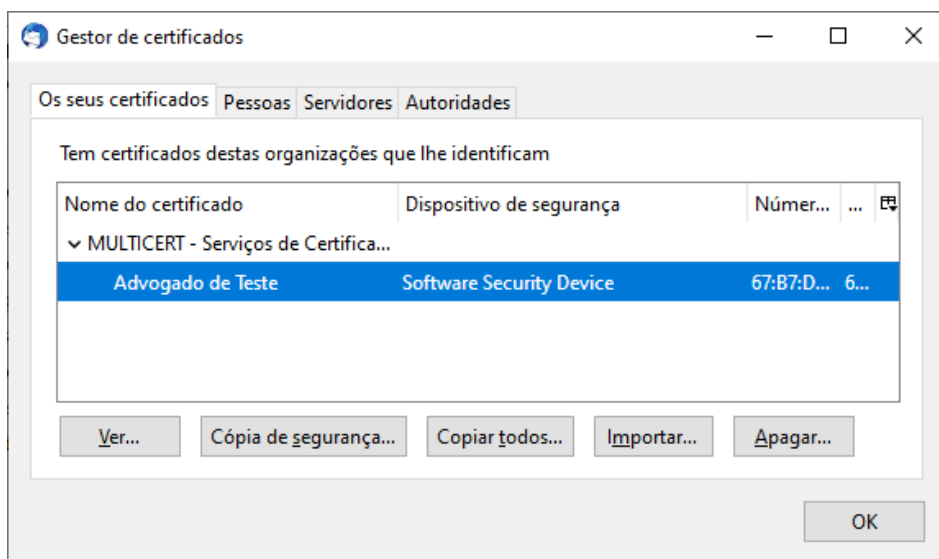 Gestor de certificados
Os seus certificados Pessoas Servidores Autoridades
Tem certificados destas organizações que lhe identificam
Nome do certificado Dispositivo de segurança Númer... ...
MULTICERT - Serviços de Certifica...
Advogado de Teste Software Security Device 67:B7:D... 6...
Ver... Cópia de segurança... Copiar todos... Importar... Apagar...
OK